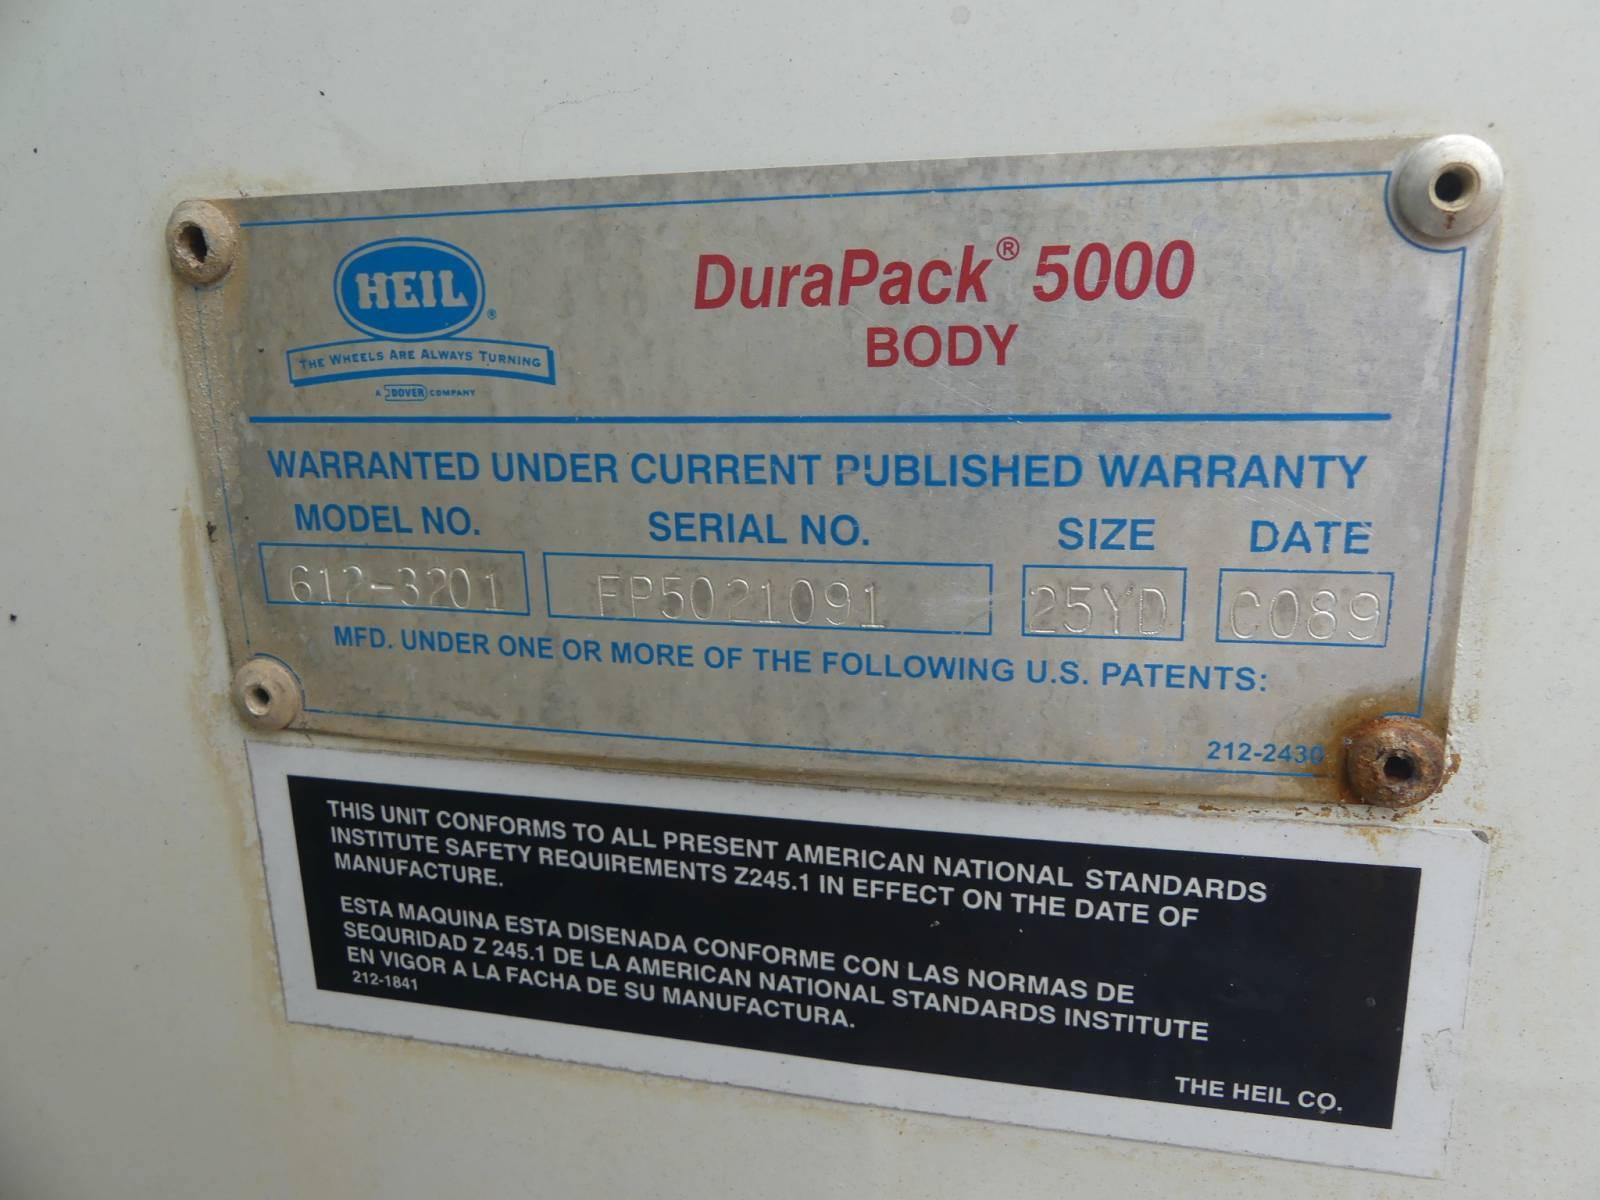 HEIL®
THE WHEELS ARE ALWAYS TURNING
A DOVER COMPANY
DuraPack® 5000
BODY
WARRANTED UNDER CURRENT PUBLISHED WARRANTY
MODEL NO. SERIAL NO. SIZE DATE
612-3201 FP5021091 25YD C089
MFD. UNDER ONE OR MORE OF THE FOLLOWING U.S. PATENTS:
212-2430
THIS UNIT CONFORMS TO ALL PRESENT AMERICAN NATIONAL STANDARDS
INSTITUTE SAFETY REQUIREMENTS Z245.1 IN EFFECT ON THE DATE OF
MANUFACTURE.
ESTA MAQUINA ESTA DISENADA CONFORME CON LAS NORMAS DE
SEQURIDAD Z 245.1 DE LA AMERICAN NATIONAL STANDARDS INSTITUTE
EN VIGOR A LA FACHA DE SU MANUFACTURA.
212-1841
THE HEIL CO.